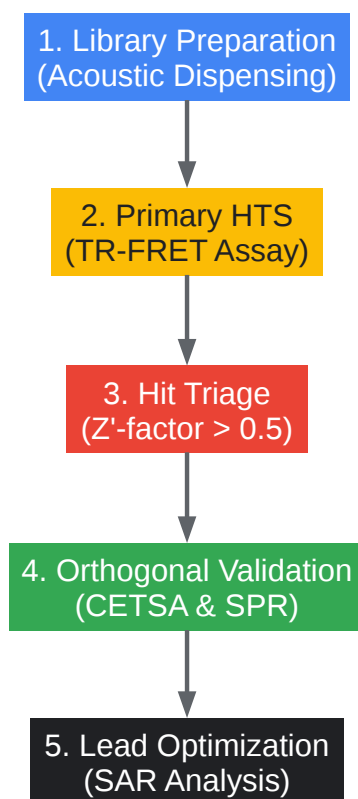 1. Library Preparation
(Acoustic Dispensing)
2. Primary HTS
(TR-FRET Assay)
3. Hit Triage
(Z'-factor > 0.5)
4. Orthogonal Validation
(CETSA & SPR)
5. Lead Optimization
(SAR Analysis)